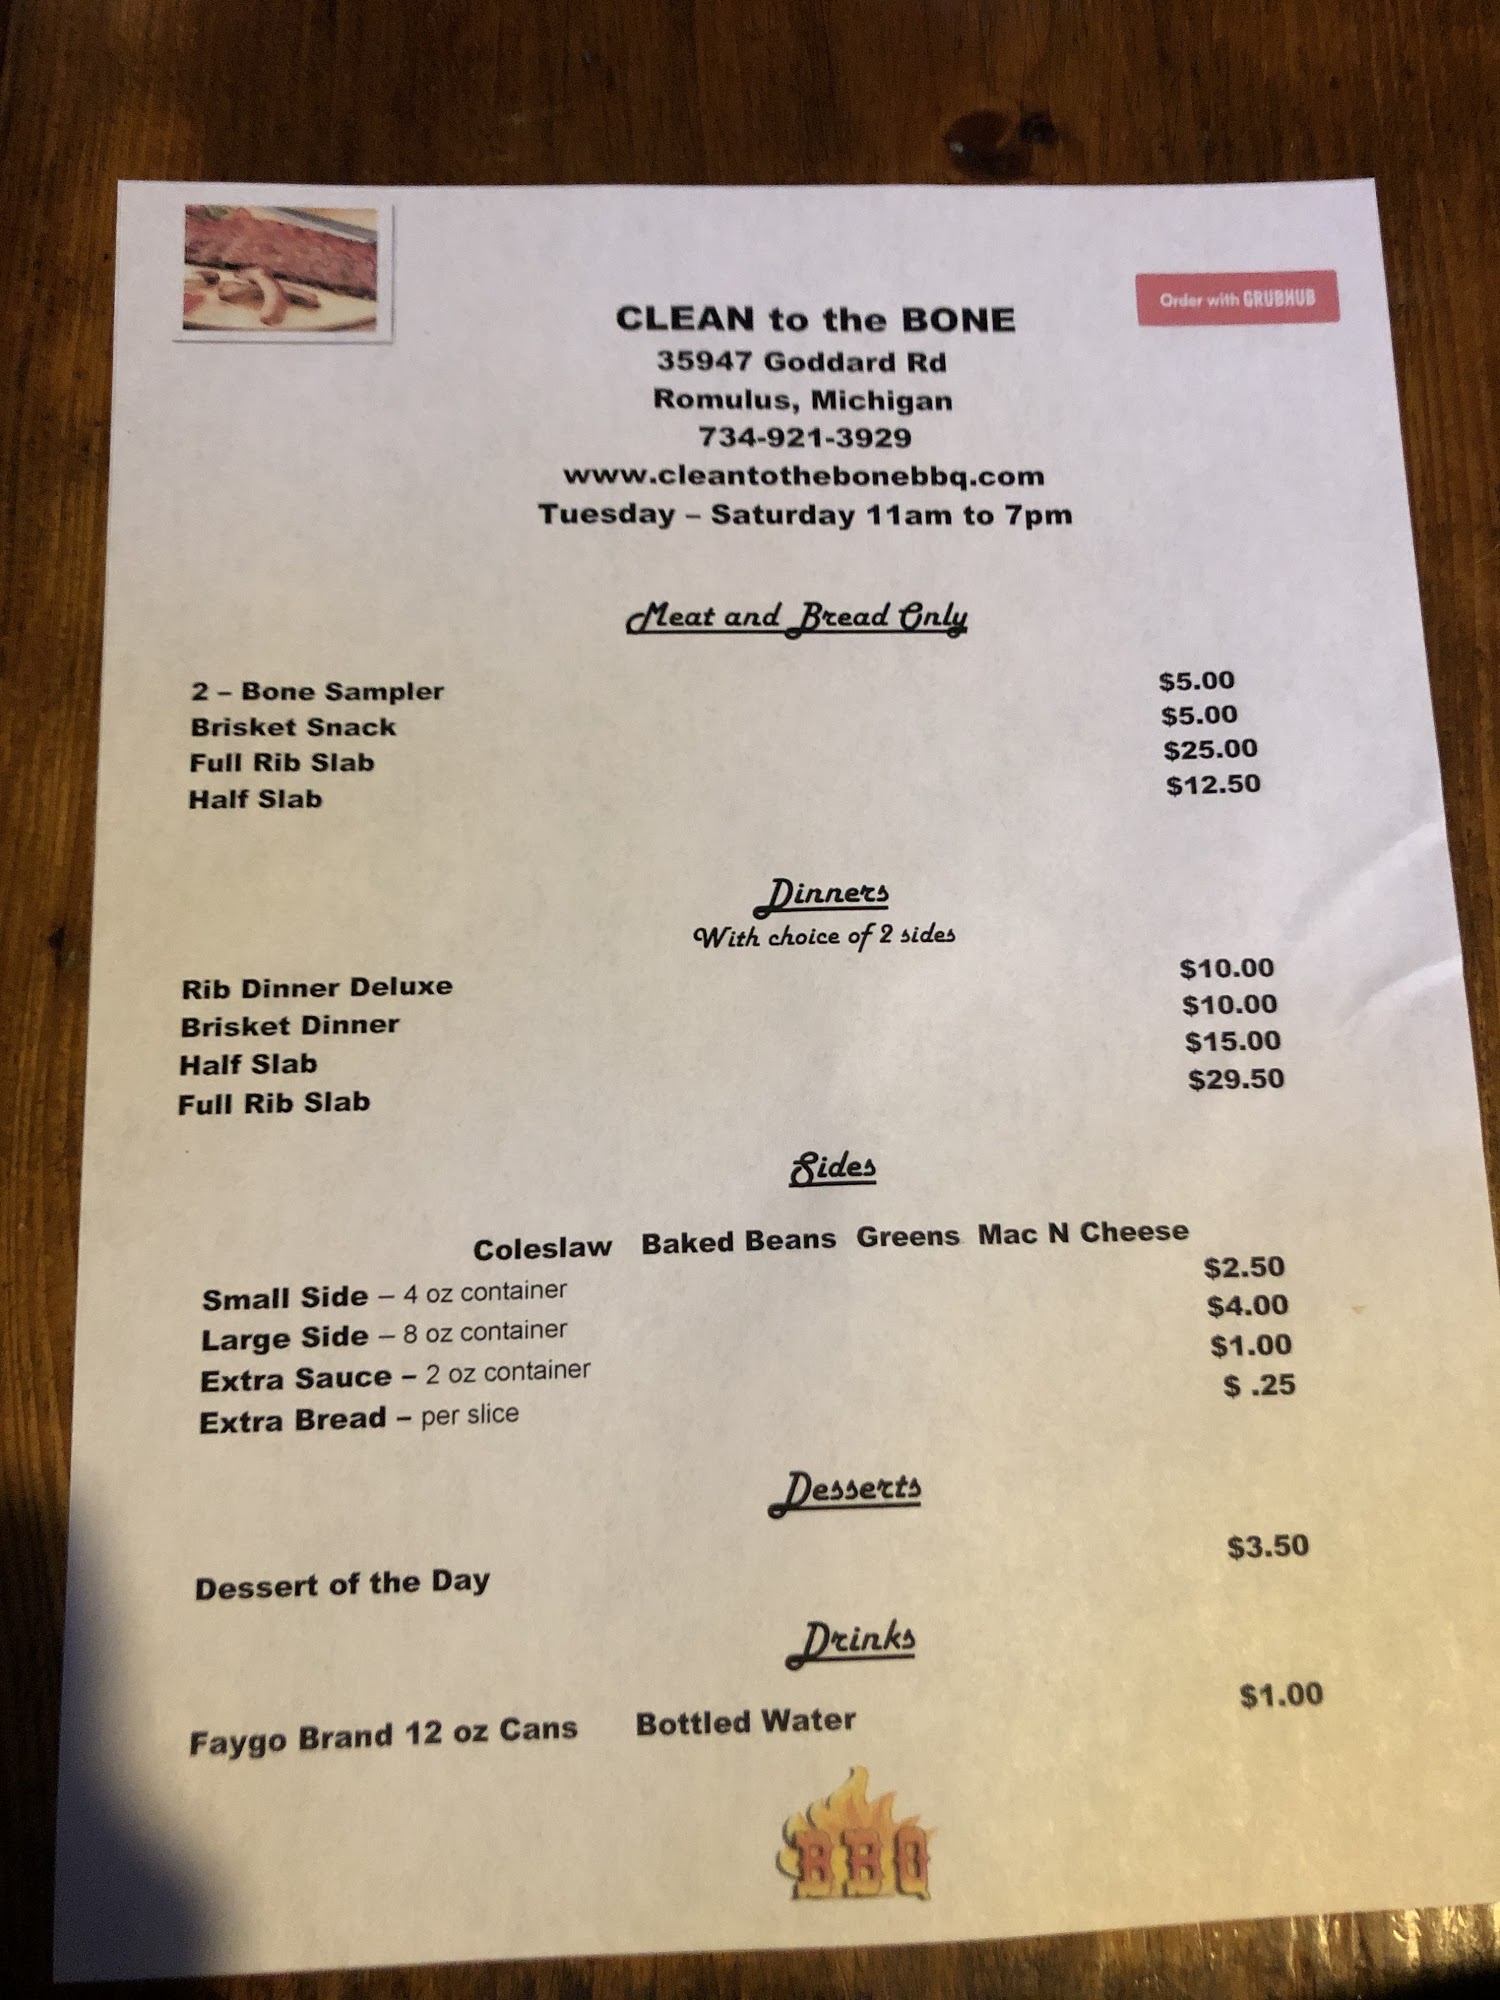 Order with GRUBHUB
CLEAN to the BONE
35947 Goddard Rd
Romulus, Michigan
734-921-3929
www.cleantothebonebbq.com
Tuesday – Saturday 11am to 7pm
Meat and Bread Only
2 – Bone Sampler $5.00
Brisket Snack $5.00
Full Rib Slab $25.00
Half Slab $12.50
Dinners
With choice of 2 sides
Rib Dinner Deluxe $10.00
Brisket Dinner $10.00
Half Slab $15.00
Full Rib Slab $29.50
Sides
Coleslaw Baked Beans Greens Mac N Cheese
Small Side – 4 oz container $2.50
Large Side – 8 oz container $4.00
Extra Sauce – 2 oz container $1.00
Extra Bread – per slice $ .25
Desserts
Dessert of the Day $3.50
Drinks
Faygo Brand 12 oz Cans Bottled Water $1.00
BBQ